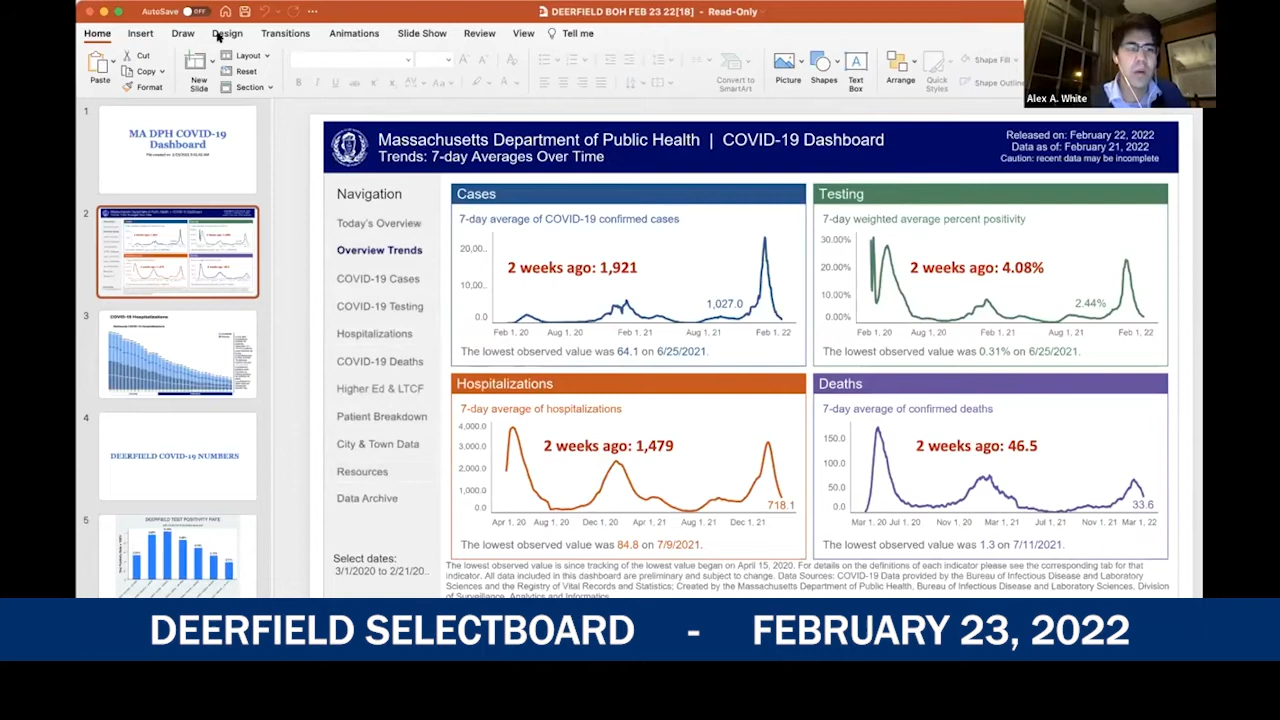 AutoSave OFF
DEERFIELD BOH FEB 23 22[18] - Read-Only
Home Insert Draw Design Transitions Animations Slide Show Review View Tell me
Paste
Cut
Copy
Format
New Slide
Layout
Reset
Section
Convert to SmartArt
Picture
Shapes
Text Box
Arrange
Quick Styles
Shape Fill
Shape Outline
Alex A. White
1
MA DPH COVID-19
Dashboard
2
3
COVID-19 Hospitalizations
4
DEERFIELD COVID-19 NUMBERS
5
DEERFIELD TEST POSITIVITY RATE
Massachusetts Department of Public Health | COVID-19 Dashboard
Trends: 7-day Averages Over Time
Released on: February 22, 2022
Data as of: February 21, 2022
Caution: recent data may be incomplete
Navigation
Today's Overview
Overview Trends
COVID-19 Cases
COVID-19 Testing
Hospitalizations
COVID-19 Deaths
Higher Ed & LTCF
Patient Breakdown
City & Town Data
Resources
Data Archive
Select dates:
3/1/2020 to 2/21/20..
Cases
7-day average of COVID-19 confirmed cases
20,00..
10,00..
0.0
2 weeks ago: 1,921
1,027.0
Feb 1, 20 Aug 1, 20 Feb 1, 21 Aug 1, 21 Feb 1, 22
The lowest observed value was 64.1 on 6/25/2021.
Testing
7-day weighted average percent positivity
30.00%
20.00%
10.00%
0.00%
2 weeks ago: 4.08%
2.44%
Feb 1, 20 Aug 1, 20 Feb 1, 21 Aug 1, 21 Feb 1, 22
The lowest observed value was 0.31% on 6/25/2021.
Hospitalizations
7-day average of hospitalizations
4,000.0
3,000.0
2,000.0
1,000.0
0.0
2 weeks ago: 1,479
718.1
Apr 1, 20 Aug 1, 20 Dec 1, 20 Apr 1, 21 Aug 1, 21 Dec 1, 21
The lowest observed value was 84.8 on 7/9/2021.
Deaths
7-day average of confirmed deaths
150.0
100.0
50.0
0.0
2 weeks ago: 46.5
33.6
Mar 1, 20 Jul 1, 20 Nov 1, 20 Mar 1, 21 Jul 1, 21 Nov 1, 21 Mar 1, 22
The lowest observed value was 1.3 on 7/11/2021.
The lowest observed value is since tracking of the lowest value began on April 15, 2020. For details on the definitions of each indicator please see the corresponding tab for that
indicator. All data included in this dashboard are preliminary and subject to change. Data Sources: COVID-19 Data provided by the Bureau of Infectious Disease and Laboratory
Sciences and the Registry of Vital Records and Statistics; Created by the Massachusetts Department of Public Health, Bureau of Infectious Disease and Laboratory Sciences, Division
of Surveillance, Analytics and Informatics
DEERFIELD SELECTBOARD - FEBRUARY 23, 2022